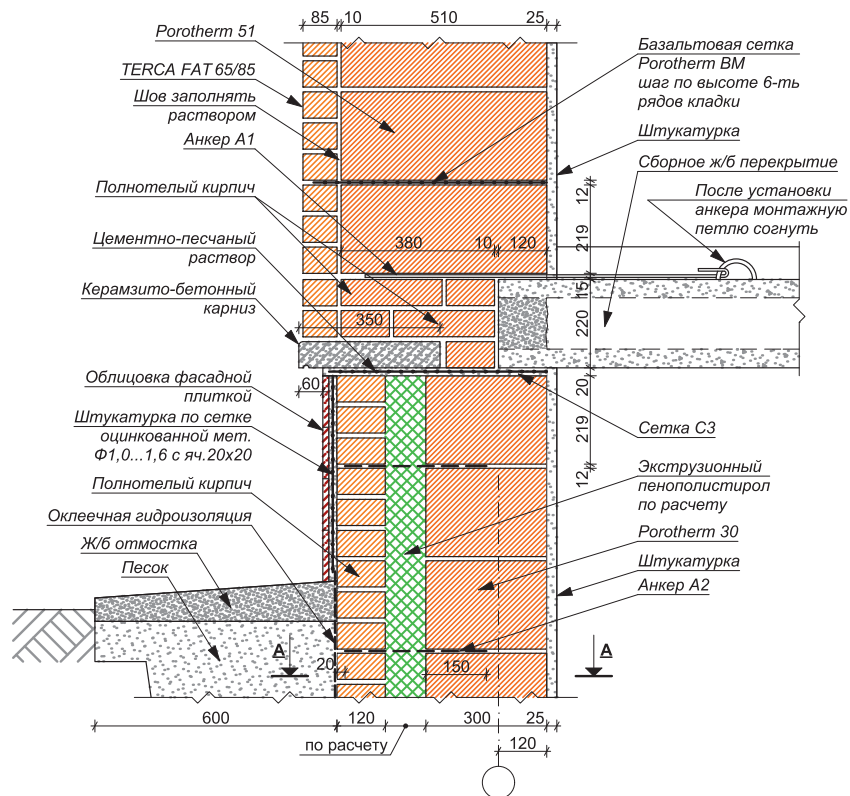 85
10
510
25
Porotherm 51
TERCA FAT 65/85
Шов заполнять
раствором
Анкер А1
Полнотелый кирпич
Цементно-песчаный
раствор
Керамзито-бетонный
карниз
Облицовка фасадной
плиткой
Штукатурка по сетке
оцинкованной мет.
Ф1,0...1,6 с яч.20х20
Полнотелый кирпич
Оклеечная гидроизоляция
Ж/б отмостка
Песок
Базальтовая сетка
Porotherm BM
шаг по высоте 6-ть
рядов кладки
Штукатурка
Сборное ж/б перекрытие
После установки
анкера монтажную
петлю согнуть
12
219
15
220
20
219
12
380
10
120
350
60
Сетка С3
Экструзионный
пенополистирол
по расчету
Porotherm 30
Штукатурка
Анкер А2
А
А
20
150
600
120
300
25
по расчету
120